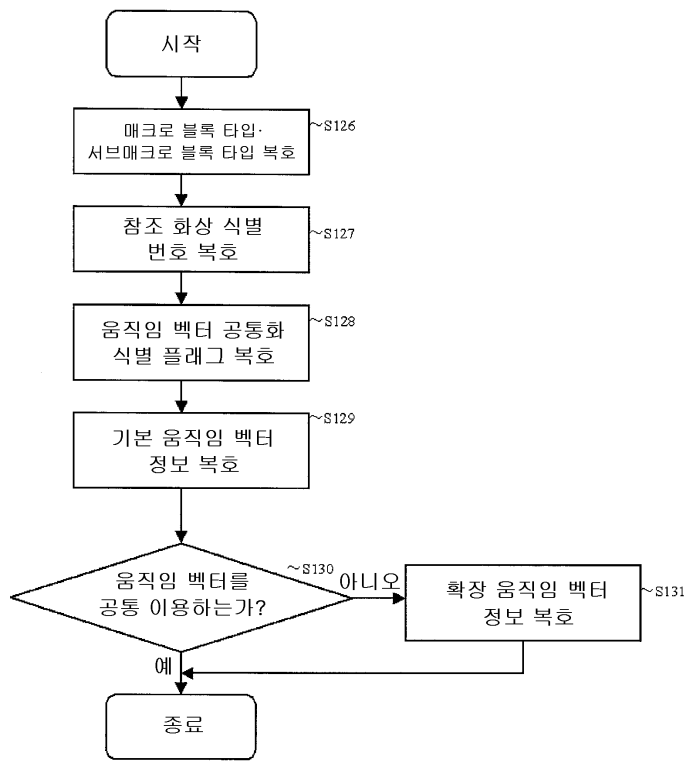 시작
매크로 블록 타입·
서브매크로 블록 타입 복호
S126
참조 화상 식별
번호 복호
S127
움직임 벡터 공통화
식별 플래그 복호
S128
기본 움직임 벡터
정보 복호
S129
움직임 벡터를
공통 이용하는가?
S130
아니오
확장 움직임 벡터
정보 복호
S131
예
종료